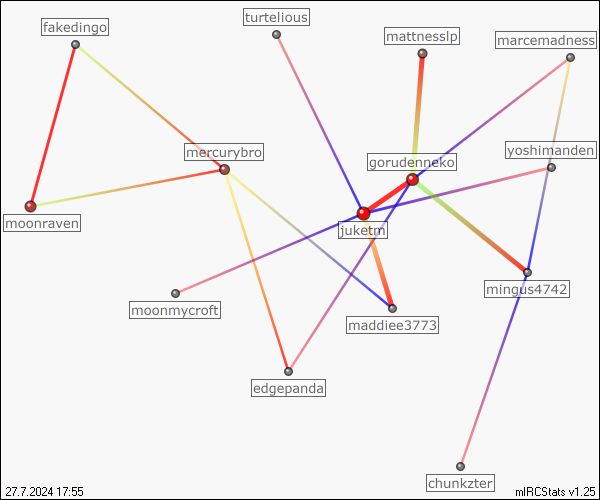 turtelious
fakedingo
mattnesslp
marcemadness
mercurybro
yoshimanden
gorudenneko
moonraven
juketm
mingus4742
moonmycroft
maddiee3773
edgepanda
chunkzter
27.7.2024 17:55
mIRCStats v1.25